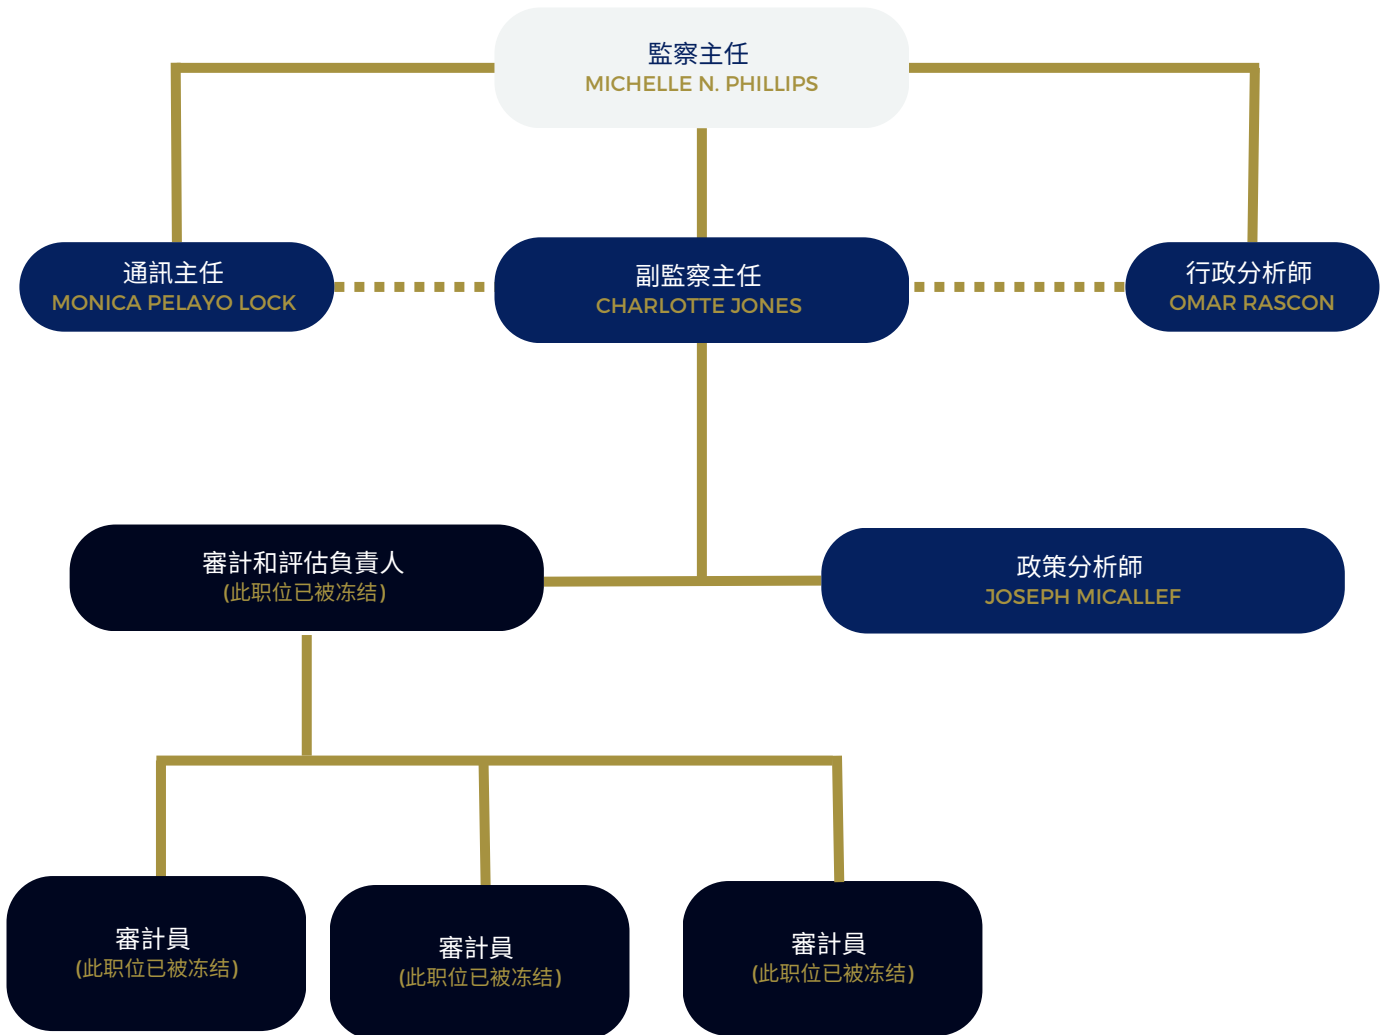 監察主任
MICHELLE N. PHILLIPS
通訊主任
MONICA PELAYO LOCK
副監察主任
CHARLOTTE JONES
行政分析師
OMAR RASCON
審計和評估負責人
(此职位已被冻结)
政策分析師
JOSEPH MICALLEF
審計員
(此职位已被冻结)
審計員
(此职位已被冻结)
審計員
(此职位已被冻结)